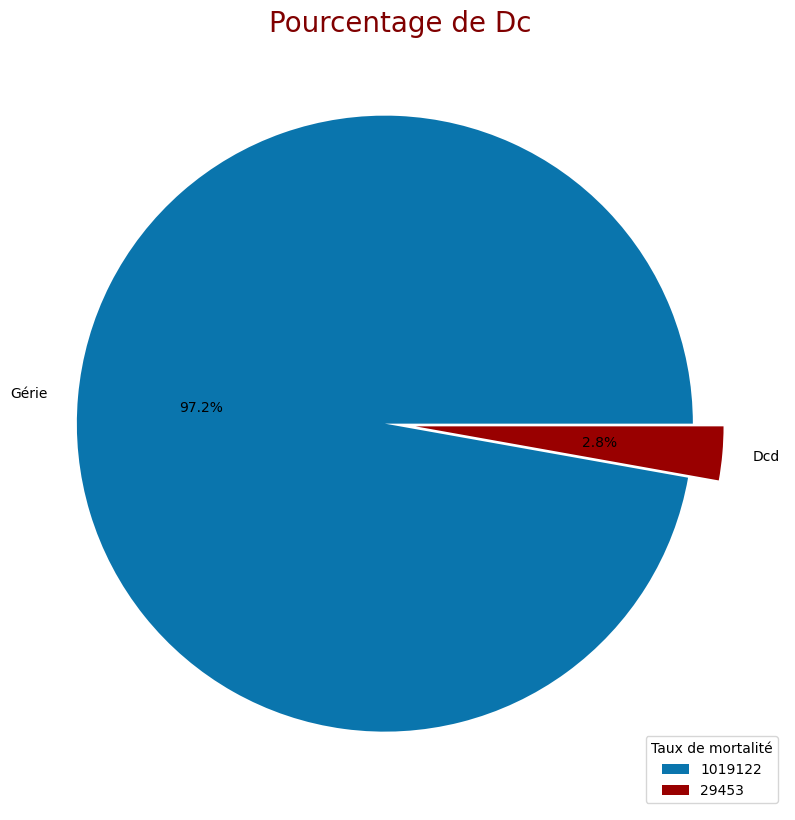 Pourcentage de Dc
Gérie
97.2%
2.8%
Dcd
Taux de mortalité
1019122
29453